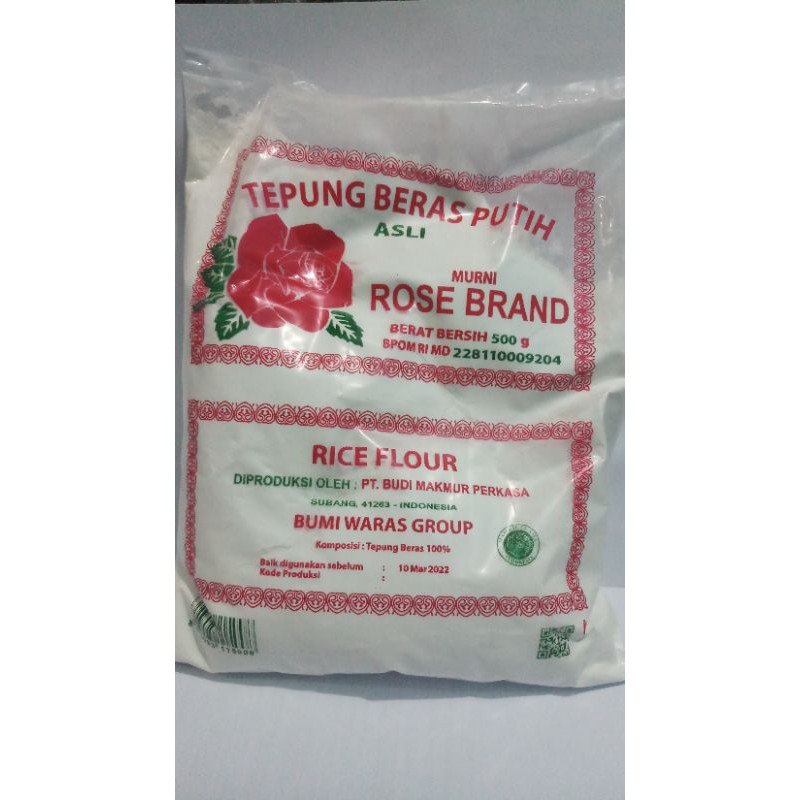 TEPUNG BERAS PUTIH
ASLI
MURNI
ROSE BRAND
BERAT BERSIH 500 g
BPOM RI MD 228110009204
RICE FLOUR
DIPRODUKSI OLEH : PT. BUDI MAKMUR PERKASA
SUBANG, 41263 - INDONESIA
BUMI WARAS GROUP
Komposisi : Tepung Beras 100%
Baik digunakan sebelum : 10 Mar 2022
Kode Produksi :